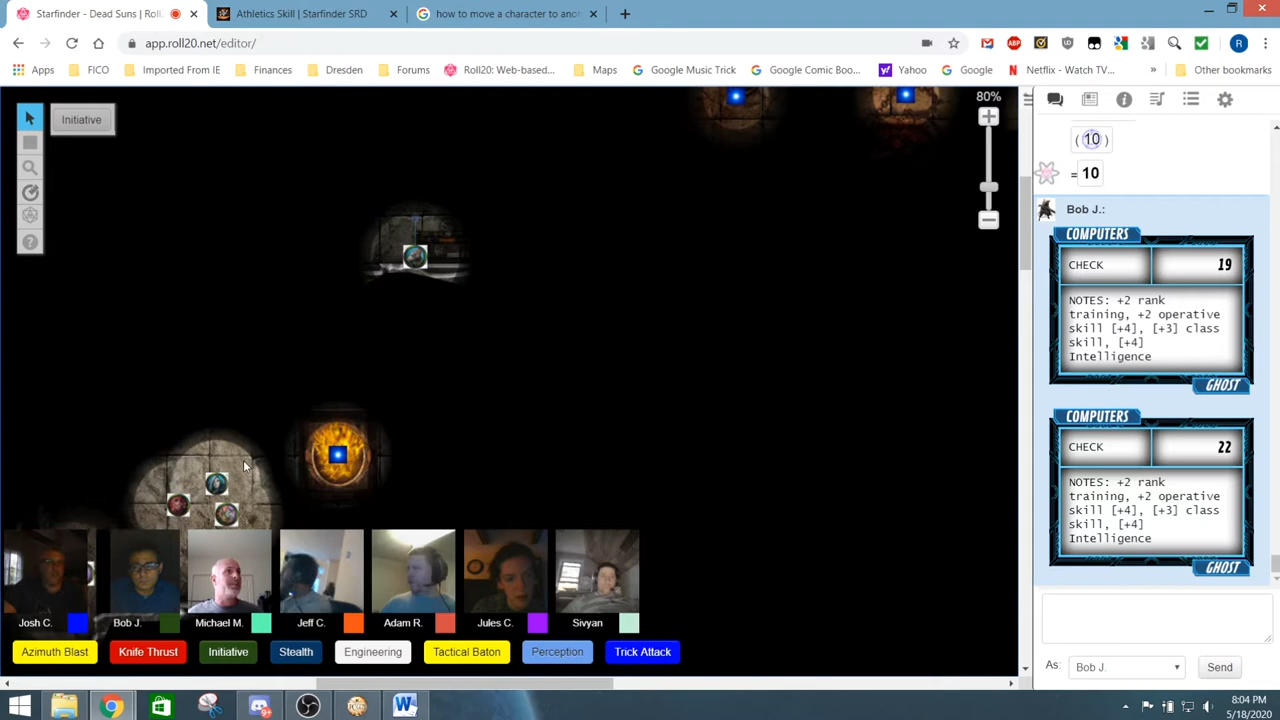 Starfinder - Dead Suns | Roll
Athletics Skill | Starfinder SRD
how to move a character to anot
app.roll20.net/editor/
Apps
FICO
Imported From IE
Finances
Dresden
Forums
Roll20: Web-based...
Maps
Google Music Trick
Google Comic Boo...
Yahoo
Google
Netflix - Watch TV...
»
Other bookmarks
Initiative
80%
( 10 )
= 10
Bob J.:
COMPUTERS
CHECK 19
NOTES: +2 rank
training, +2 operative
skill [+4], [+3] class
skill, [+4]
Intelligence
GHOST
COMPUTERS
CHECK 22
NOTES: +2 rank
training, +2 operative
skill [+4], [+3] class
skill, [+4]
Intelligence
GHOST
Josh C.
Bob J.
Michael M.
Jeff C.
Adam R.
Jules C.
Sivyan
Azimuth Blast
Knife Thrust
Initiative
Stealth
Engineering
Tactical Baton
Perception
Trick Attack
As:
Bob J.
Send
8:04 PM
5/18/2020